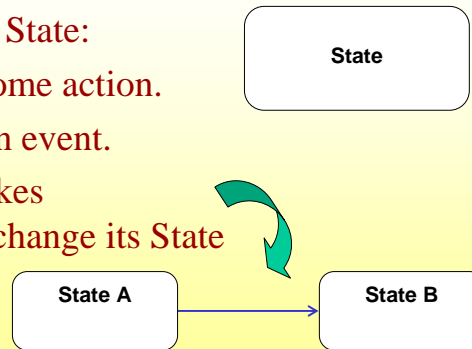 State:
State
ome action.
n event.
kes
change its State
State A
State B